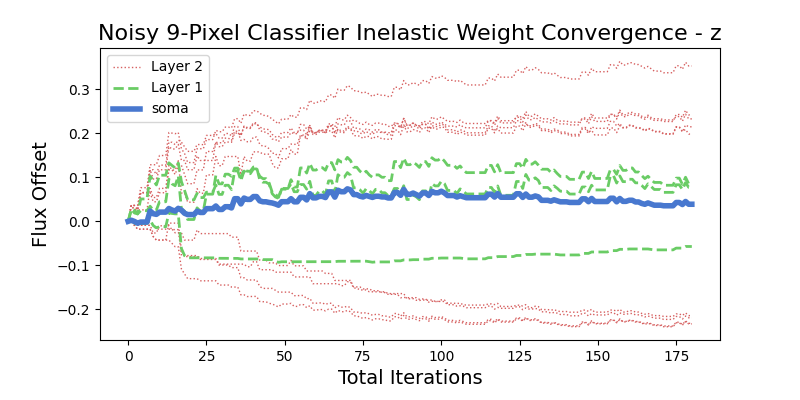 Noisy 9-Pixel Classifier Inelastic Weight Convergence - z
Layer 2
Layer 1
soma
Flux Offset
0.3
0.2
0.1
0.0
−0.1
−0.2
0 25 50 75 100 125 150 175
Total Iterations